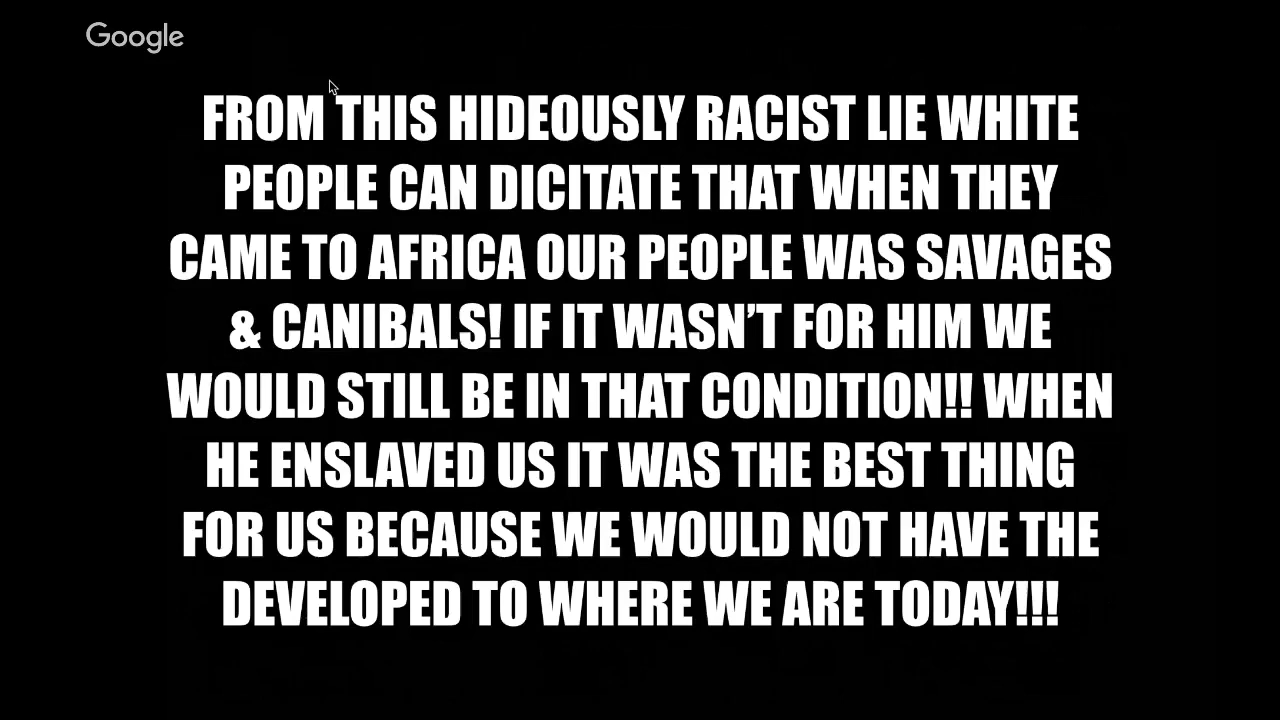 Google
FROM THIS HIDEOUSLY RACIST LIE WHITE
PEOPLE CAN DICITATE THAT WHEN THEY
CAME TO AFRICA OUR PEOPLE WAS SAVAGES
& CANIBALS! IF IT WASN’T FOR HIM WE
WOULD STILL BE IN THAT CONDITION!! WHEN
HE ENSLAVED US IT WAS THE BEST THING
FOR US BECAUSE WE WOULD NOT HAVE THE
DEVELOPED TO WHERE WE ARE TODAY!!!